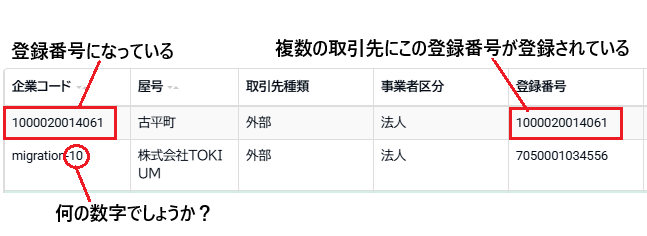 登録番号になっている
複数の取引先にこの登録番号が登録されている
企業コード 屋号 取引先種類 事業者区分 登録番号
1000020014061 古平町 外部 法人 1000020014061
migration-10 株式会社TOKI 外部 法人 7050001034556
UM
何の数字でしょうか？